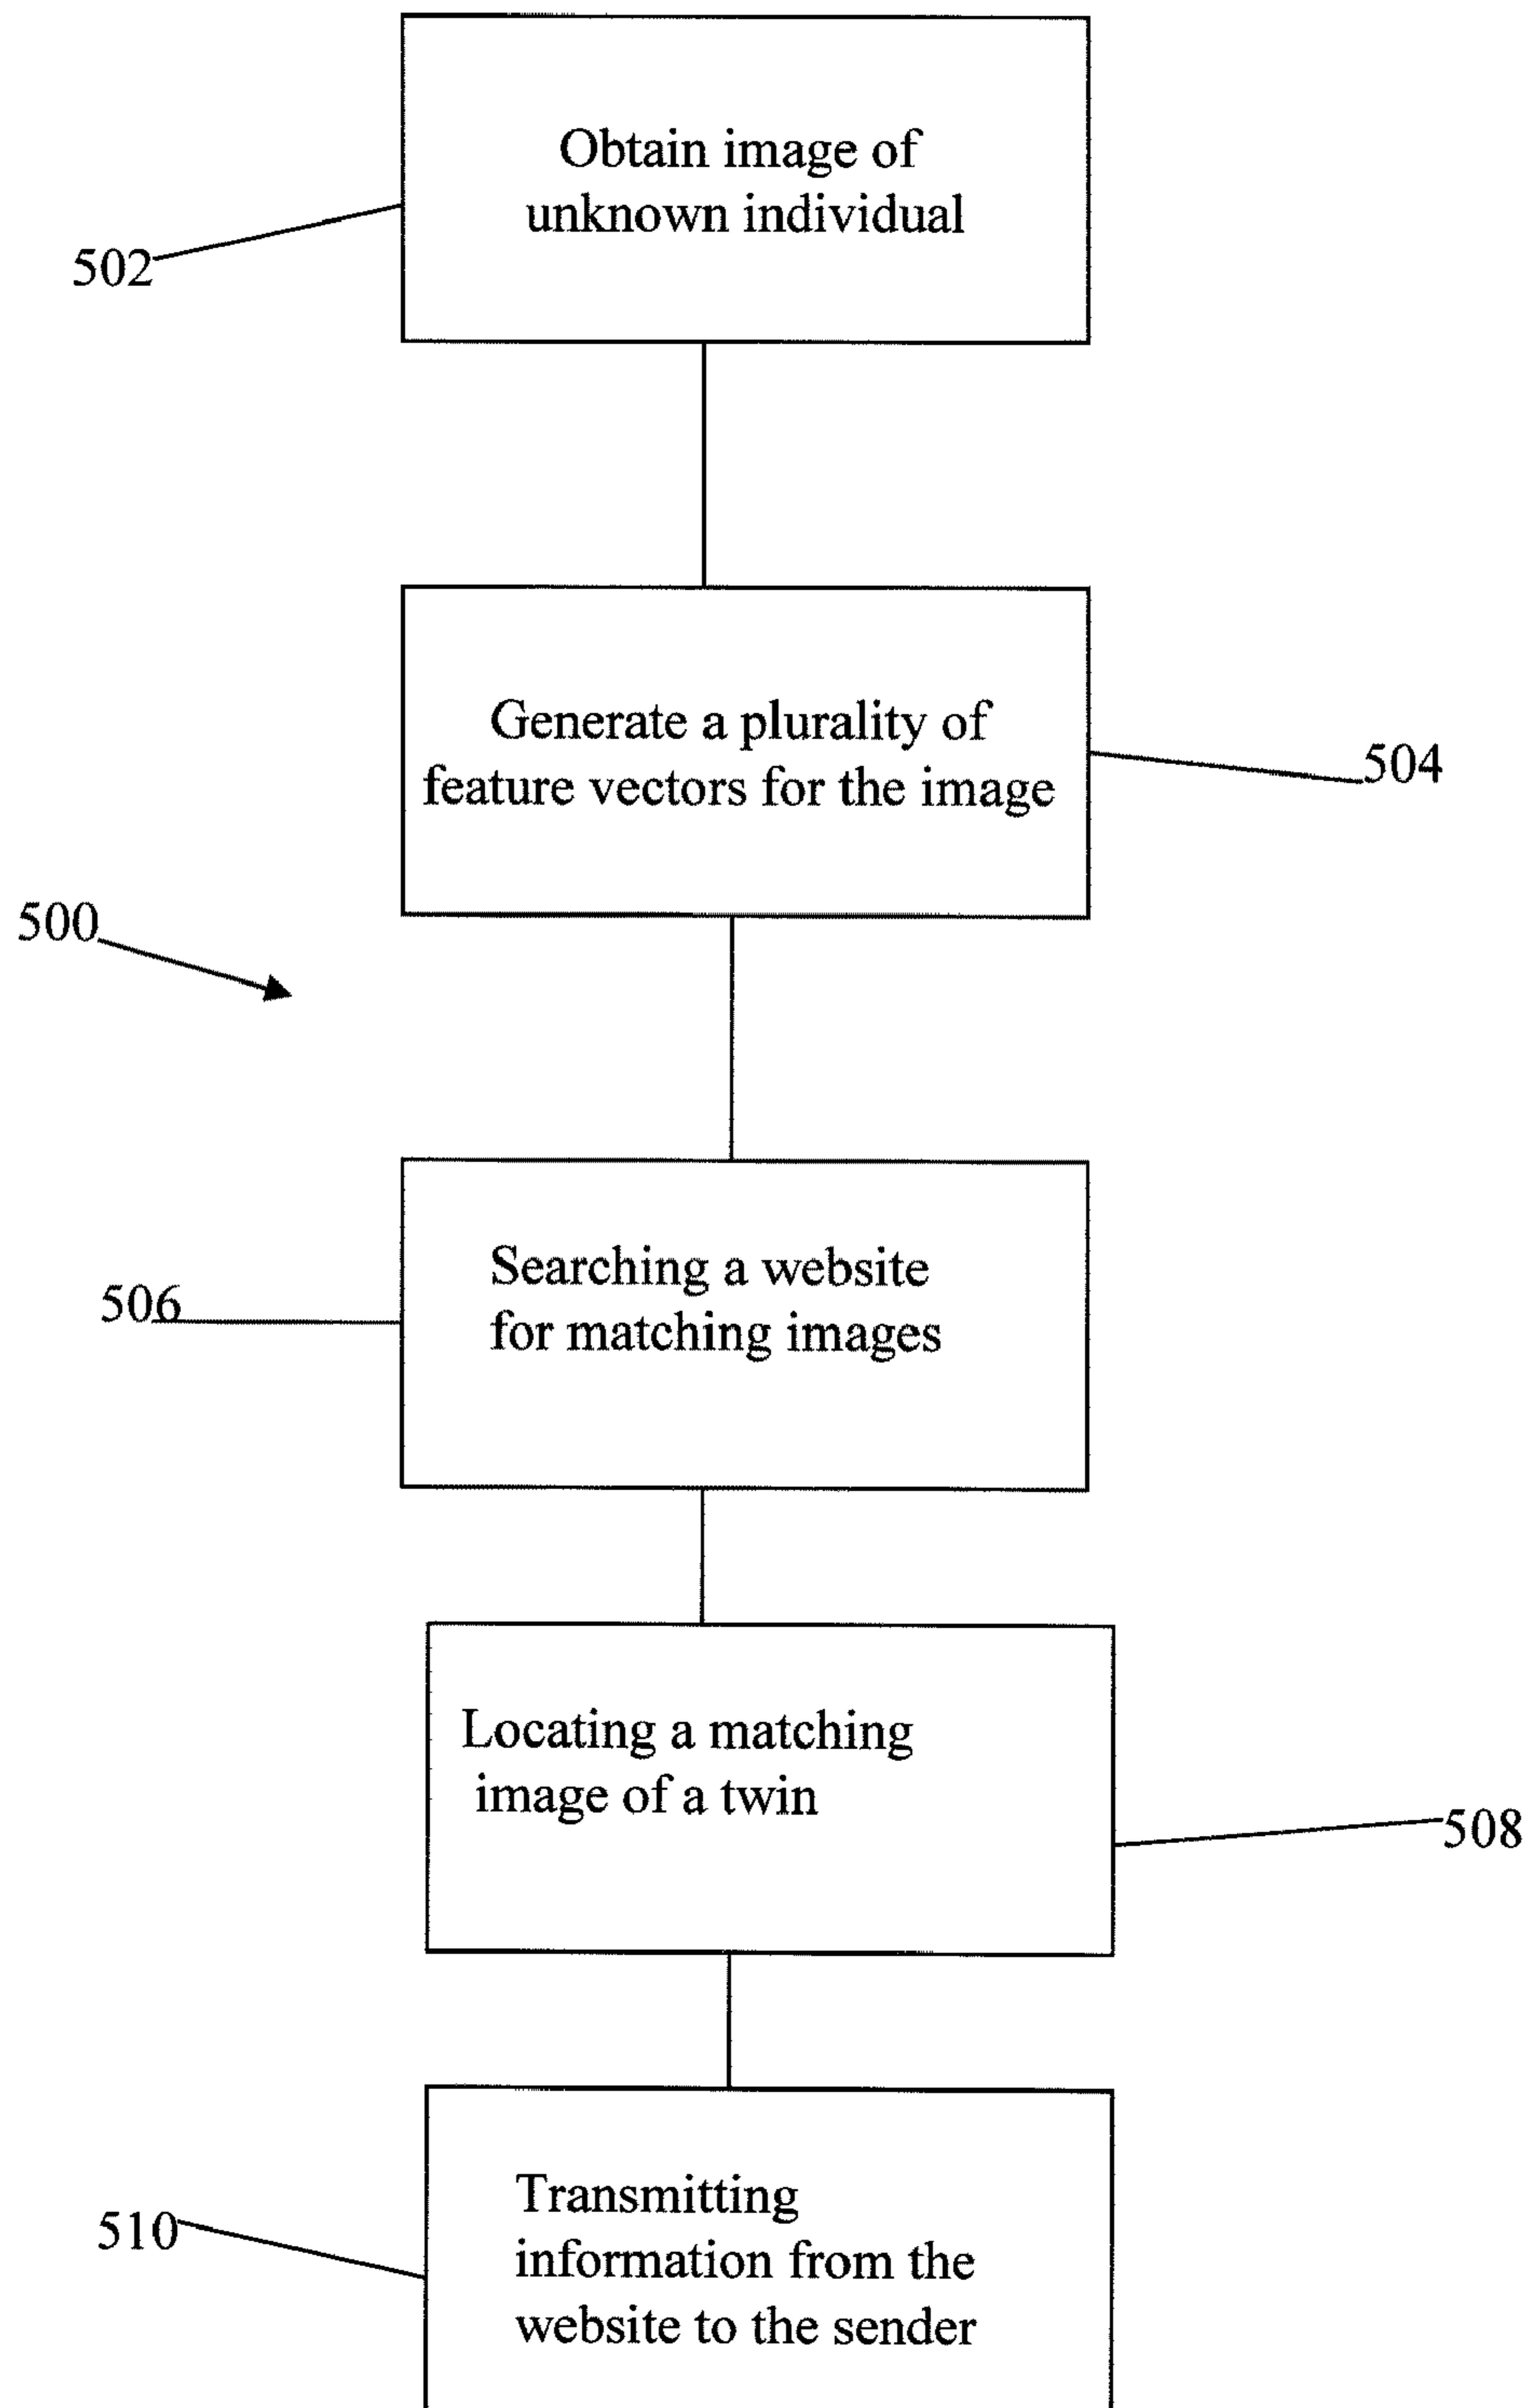 Obtain image of
unknown individual
502
Generate a plurality of
feature vectors for the image
504
500
Searching a website
for matching images
506
Locating a matching
image of a twin
508
Transmitting
information from the
website to the sender
510